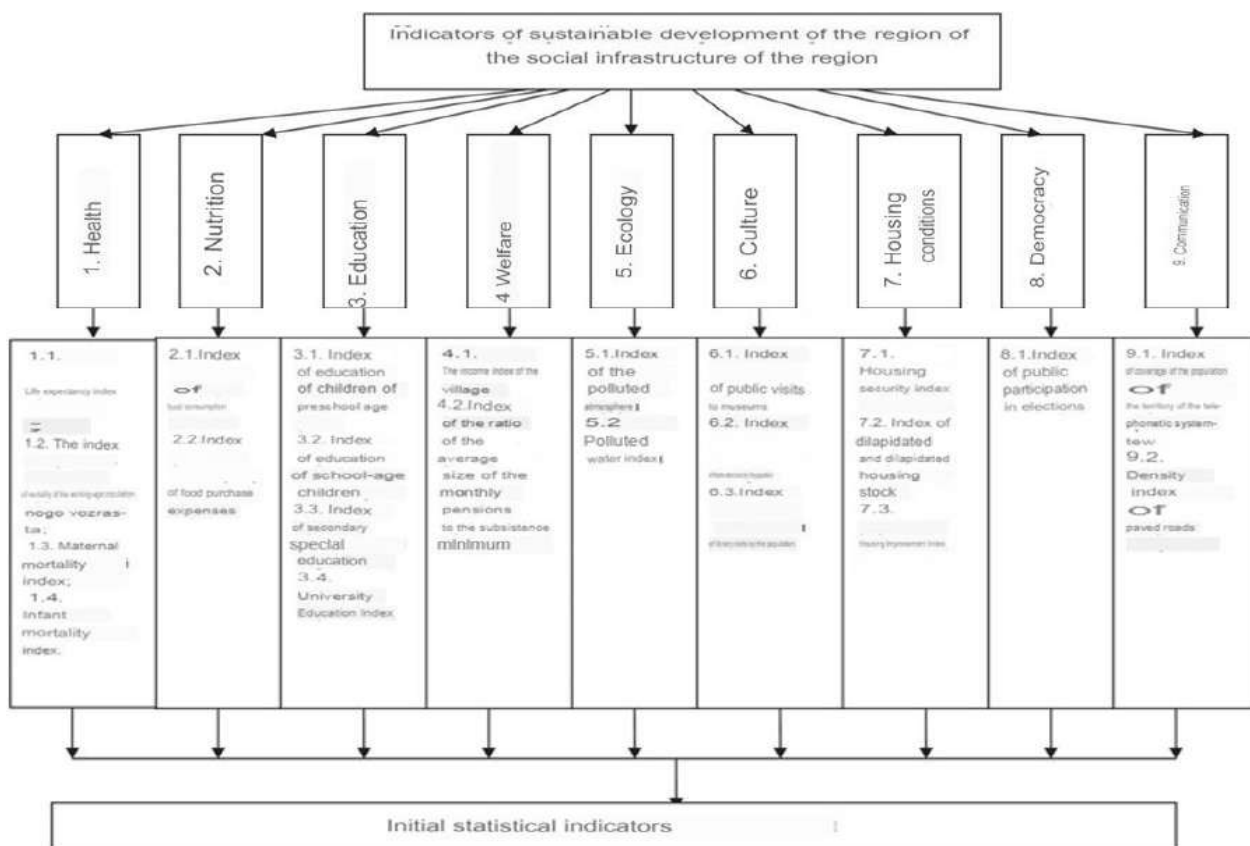 Indicators of sustainable development of the region of
the social infrastructure of the region
1. Health
2. Nutrition
3. Education
4 Welfare
5. Ecology
6. Culture
7. Housing
conditions
8. Democracy
9. Communication
1.1.
Life expectancy index
1.2. The index
nogo vozras-
ta;
1.3. Maternal
mortality
index;
1.4.
Infant
mortality
index.
2.1.Index
of
food consumption
2.2.Index
of food purchase
expenses
3.1. Index
of education
of children of
preschool age
3.2. Index
of education
of school-age
children
3.3. Index
of secondary
special
education
3.4.
University
Education Index
4.1.
The income index of the
village
4.2.Index
of the ratio
of the
average
size of the
monthly
pensions
to the subsistance
minimum
5.1.Index
of the
polluted
atmosphere
5.2
Polluted
water index
6.1. Index
of public visits
to museums
6.2. Index
6.3.Index
of library visits by the population
7.1.
Housing
security index
7.2. Index of
dilapidated
and dilapidated
housing
stock
7.3.
Housing Improvement Index
8.1.Index
of public
participation
in elections
9.1. Index
of coverage of the population
Of
the territory of the tele-
phonetic system-
tew
9.2.
Density
index
Of
paved roads
Initial statistical indicators